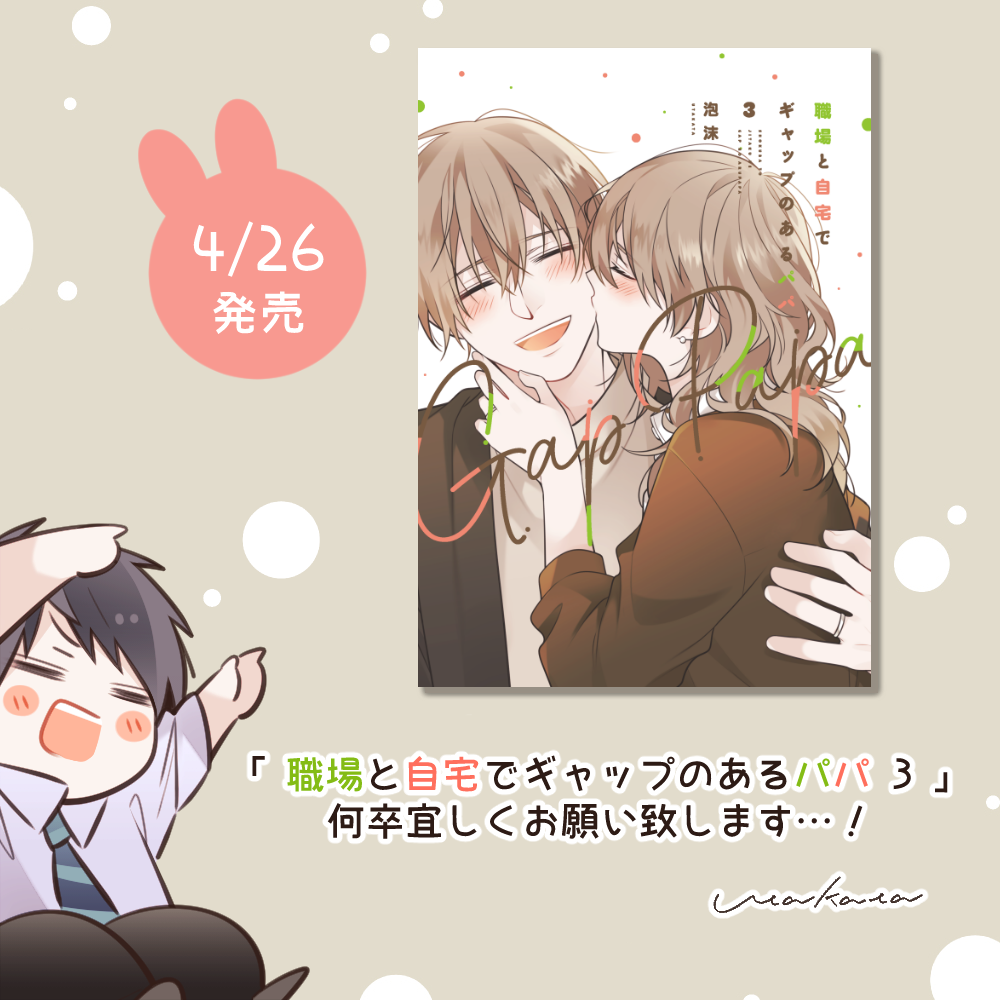 4/26
発売
職場と自宅で
ギャップのあるパパ
3
泡沫
UTAKATA
Gap Papa
「職場と自宅でギャップのあるパパ 3」
何卒宜しくお願い致します…！
utakata